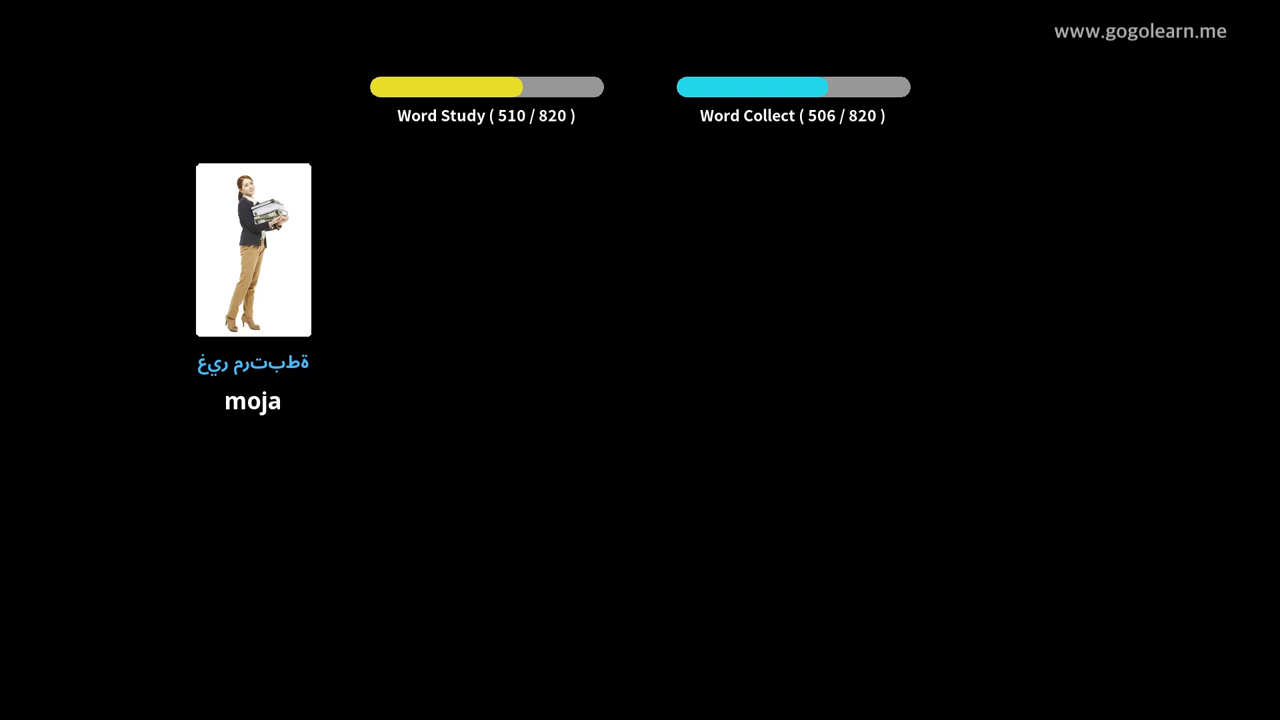 www.gogolearn.me
Word Study ( 510 / 820 )
Word Collect ( 506 / 820 )
غير مرتبطة
moja